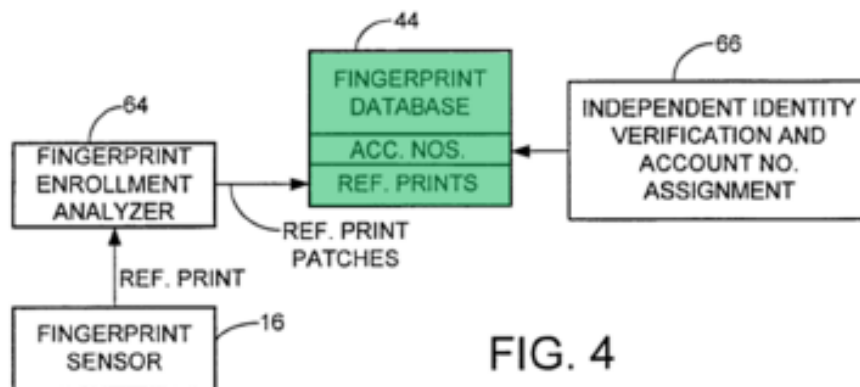 44
FINGERPRINT
DATABASE
ACC. NOS.
REF. PRINTS
66
INDEPENDENT IDENTITY
VERIFICATION AND
ACCOUNT NO.
ASSIGNMENT
64
FINGERPRINT
ENROLLMENT
ANALYZER
REF. PRINT
PATCHES
REF. PRINT
FINGERPRINT
SENSOR
16
FIG. 4